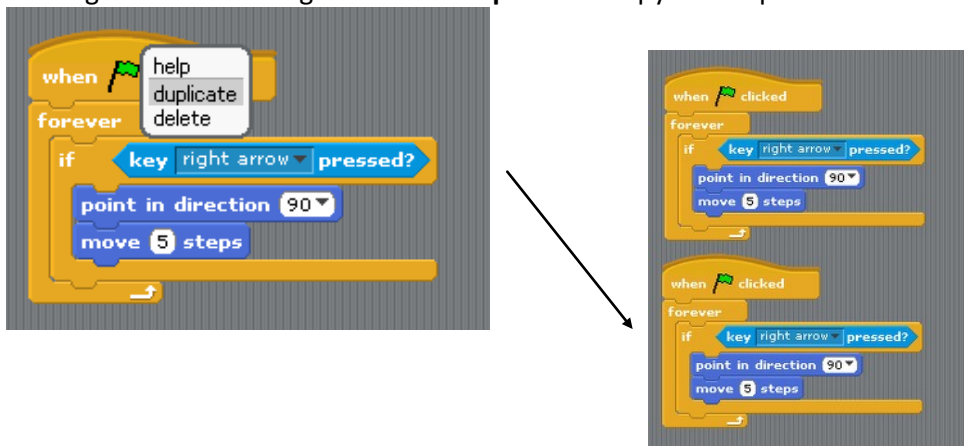 help
duplicate
delete
when
forever
if key right arrow pressed?
point in direction 90
move 5 steps
when clicked
forever
if key right arrow pressed?
point in direction 90
move 5 steps
when clicked
forever
if key right arrow pressed?
point in direction 90
move 5 steps